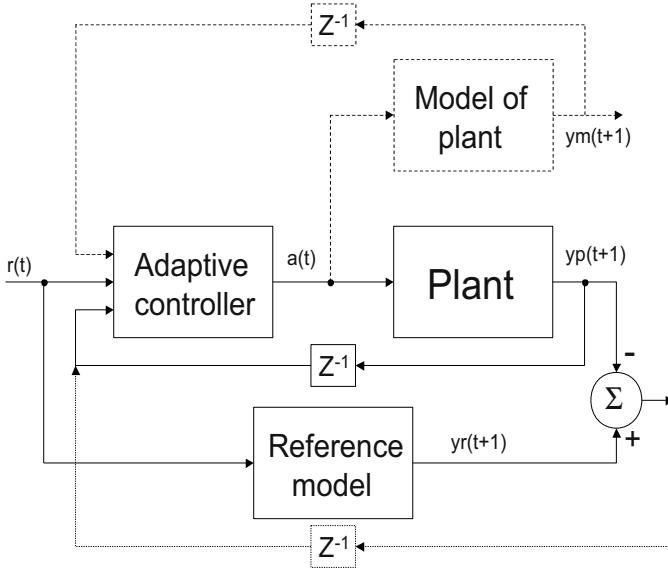 Z⁻¹
Model of
plant
ym(t+1)
r(t)
Adaptive
controller
a(t)
Plant
yp(t+1)
Z⁻¹
-
Σ
+
Reference
model
yr(t+1)
Z⁻¹